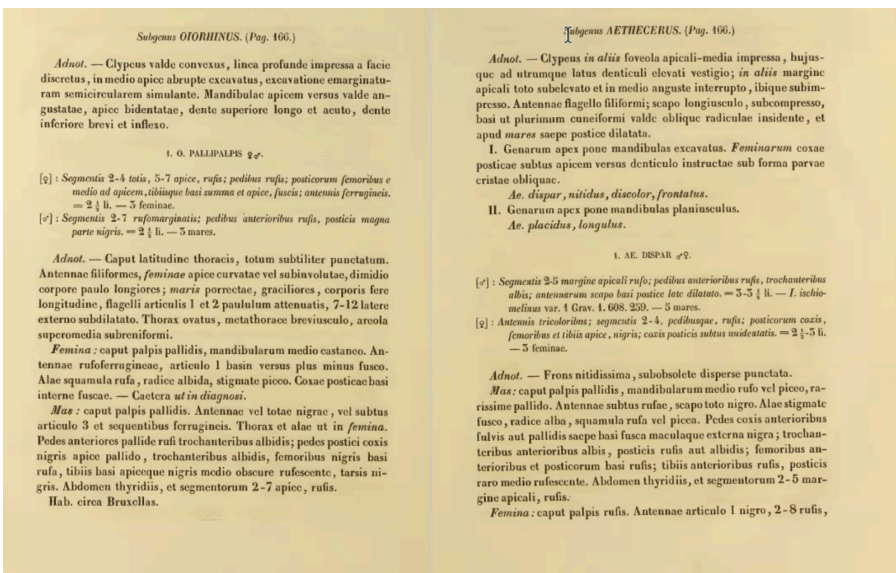 Subgenus OIORHINUS. (Pag. 166.)
Adnot. — Clypeus valde convexus, linea profunde impressa a facie
discretus, in medio apice abrupte excavatus, excavatione emarginatu-
ram semicircularem simulante. Mandibulae apicem versus valde an-
gustatae, apice bidentatae, dente superiore longo et acuto, dente
inferiore brevi et inflexo.
1. O. PALLIPALPIS ♀♂.
[♀] : Segmentis 2-4 totis, 5-7 apice, rufis; pedibus rufis; posticorum femoribus e
medio ad apicem, tibiisque basi summa et apice, fuscis; antennis ferrugineis.
= 2 ½ li. — 3 feminae.
[♂] : Segmentis 2-7 rufomarginatis; pedibus anterioribus rufis, posticis magna
parte nigris. = 2 ½ li. — 3 mares.
Adnot. — Caput latitudine thoracis, totum subtiliter punctatum.
Antennae filiformes, feminae apice curvatae vel subinvolutae, dimidio
corpore paulo longiores; maris porrectae, graciliores, corporis fere
longitudine, flagelli articulis 1 et 2 paululum attenuatis, 7-12 latere
externo subdilatato. Thorax ovatus, metathorace breviusculo, areola
superomedia subreniformi.
Femina : caput palpis pallidis, mandibularum medio castaneo. An-
tennae rufoferrugineae, articulo 1 basin versus plus minus fusco.
Alae squamula rufa, radice albida, stigmate piceo. Coxae posticae basi
interne fuscae. — Caetera ut in diagnosi.
Mas : caput palpis pallidis. Antennae vel totae nigrae, vel subtus
articulo 3 et sequentibus ferrugineis. Thorax et alae ut in femina.
Pedes anteriores pallide rufi trochanteribus albidis; pedes postici coxis
nigris apice pallido, trochanteribus albidis, femoribus nigris basi
rufa, tibiis basi apiceque nigris medio obscure rufescente, tarsis ni-
gris. Abdomen thyridiis, et segmentorum 2-7 apice, rufis.
Hab. circa Bruxellas.
Subgenus AETHECERUS. (Pag. 166.)
Adnot. — Clypeus in aliis foveola apicali-media impressa, hujus-
que ad utrumque latus denticuli elevati vestigio; in aliis margine
apicali toto subelevato et in medio anguste interrupto, ibique subim-
presso. Antennae flagello filiformi; scapo longiusculo, subcompresso,
basi ut plurimum cuneiformi valde oblique radiculae insidente, et
apud mares saepe postice dilatata.
I. Genarum apex pone mandibulas excavatus. Feminarum coxae
posticae subtus apicem versus denticulo instructae sub forma parvae
cristae obliquae.
Ae. dispar, nitidus, discolor, frontatus.
II. Genarum apex pone mandibulas planiusculus.
Ae. placidus, longulus.
1. AE. DISPAR ♂♀.
[♂] : Segmentis 2-5 margine apicali rufo; pedibus anterioribus rufis, trochanteribus
albis; antennarum scapo basi postice late dilatato. = 3-3 ½ li. — I. ischio-
melinus var. 1 Grav. 1. 608. 259. — 5 mares.
[♀] : Antennis tricoloribus; segmentis 2-4, pedibusque, rufis; posticorum coxis,
femoribus et tibiis apice, nigris; coxis posticis subtus unidentatis. = 2 ½-3 li.
— 3 feminae.
Adnot. — Frons nitidissima, subobsolete disperse punctata.
Mas: caput palpis pallidis, mandibularum medio rufo vel piceo, ra-
rissime pallido. Antennae subtus rufae, scapo toto nigro. Alae stigmate
fusco, radice alba, squamula rufa vel picea. Pedes coxis anterioribus
fulvis aut pallidis saepe basi fusca maculaque externa nigra; trochan-
teribus anterioribus albis, posticis rufis aut albidis; femoribus an-
terioribus et posticorum basi rufis; tibiis anterioribus rufis, posticis
raro medio rufescente. Abdomen thyridiis, et segmentorum 2-5 mar-
gine apicali, rufis.
Femina : caput palpis rufis. Antennae articulo 1 nigro, 2-8 rufis,